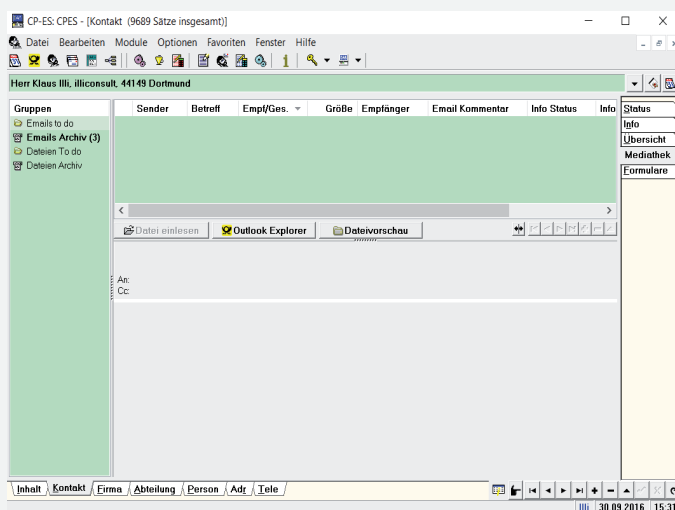 CP-ES: CPES - [Kontakt (9689 Sätze insgesamt)]
Datei Bearbeiten Module Optionen Favoriten Fenster Hilfe
Herr Klaus Illi, illiconsult, 44149 Dortmund
Gruppen
Emails to do
Emails Archiv (3)
Dateien To do
Dateien Archiv
Sender Betreff Empf/Ges. Größe Empfänger Email Kommentar Info Status Info
Status
Info
Übersicht
Mediathek
Formulare
Datei einlesen Outlook Explorer Dateivorschau
An:
Cc:
Inhalt Kontakt Firma Abteilung Person Adr Tele
Illi 30.09.2016 15:31